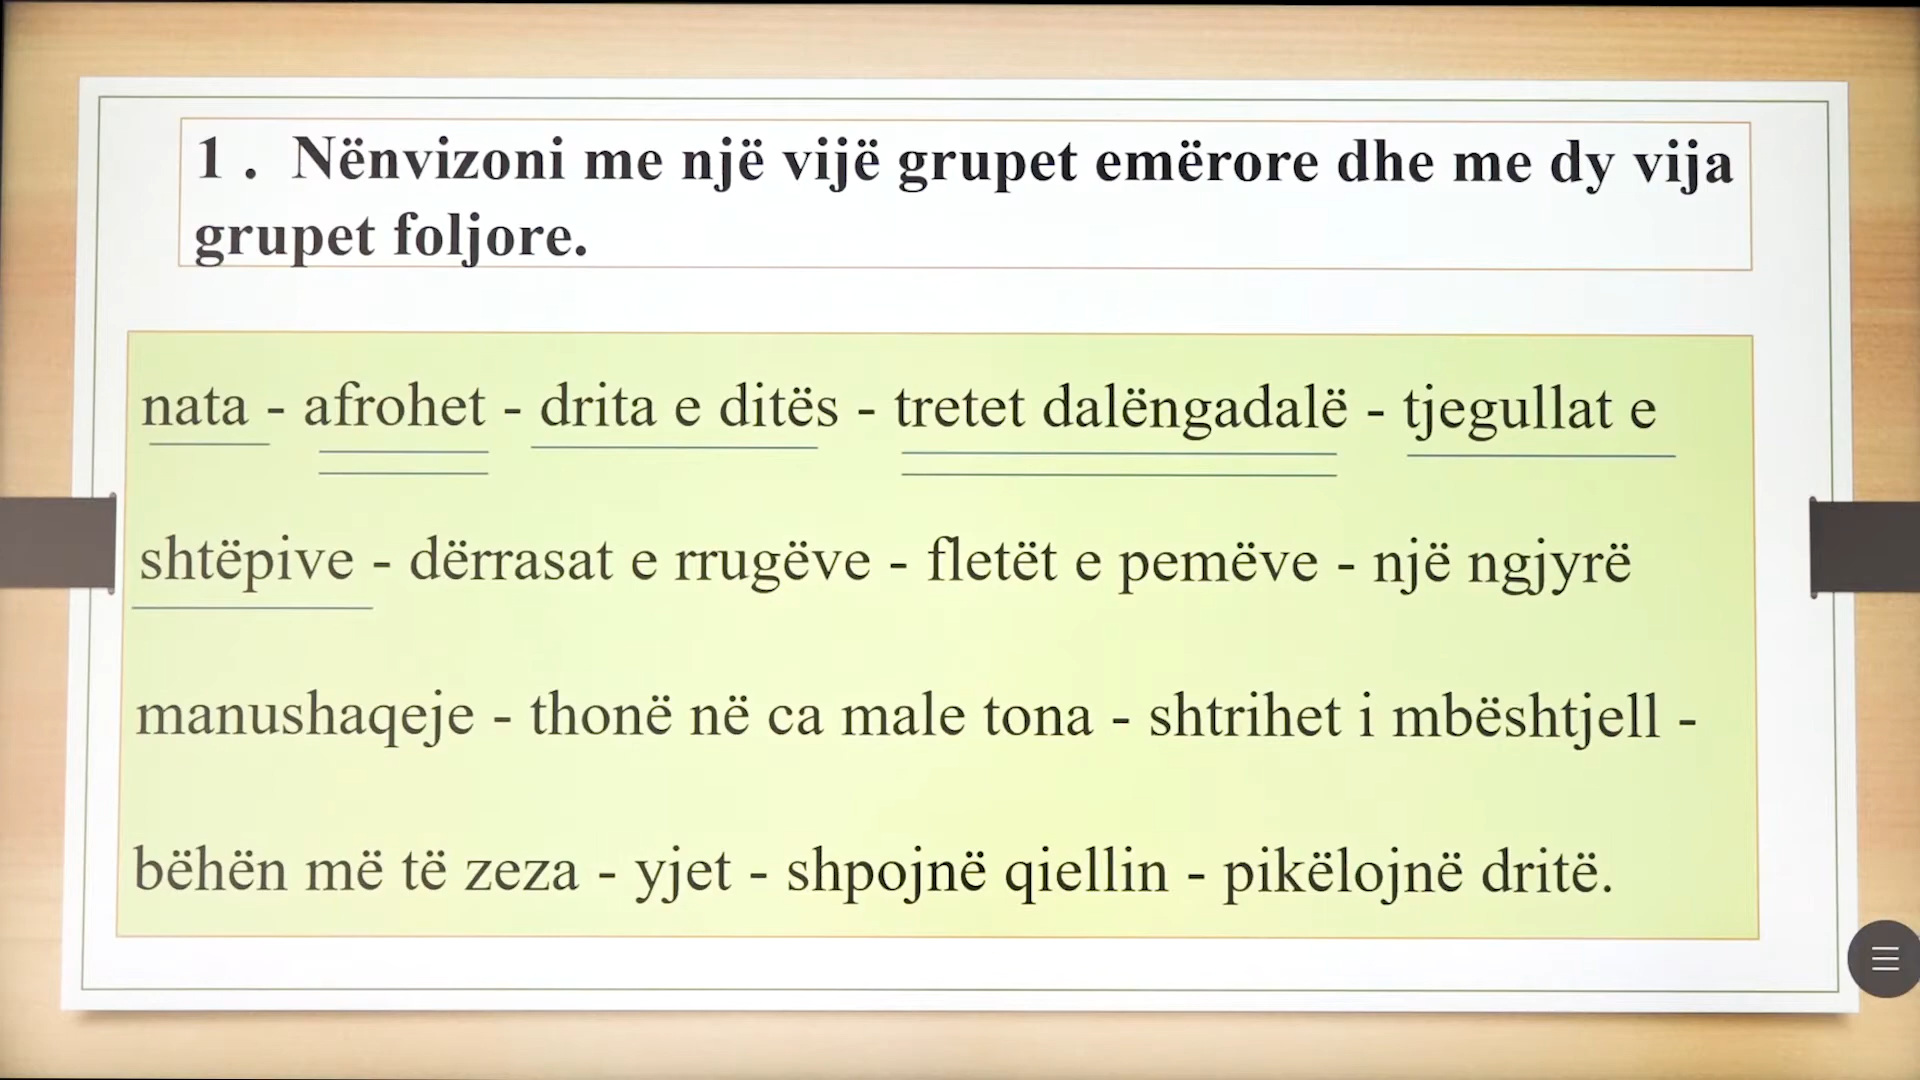 1 . Nënvizoni me një vijë grupet emërore dhe me dy vija
grupet foljore.
nata - afrohet - drita e ditës - tretet dalëngadalë - tjegullat e
shtëpive - dërrasat e rrugëve - fletët e pemëve - një ngjyrë
manushaqeje - thonë në ca male tona - shtrihet i mbështjell -
bëhën më të zeza - yjet - shpojnë qiellin - pikëlojnë dritë.